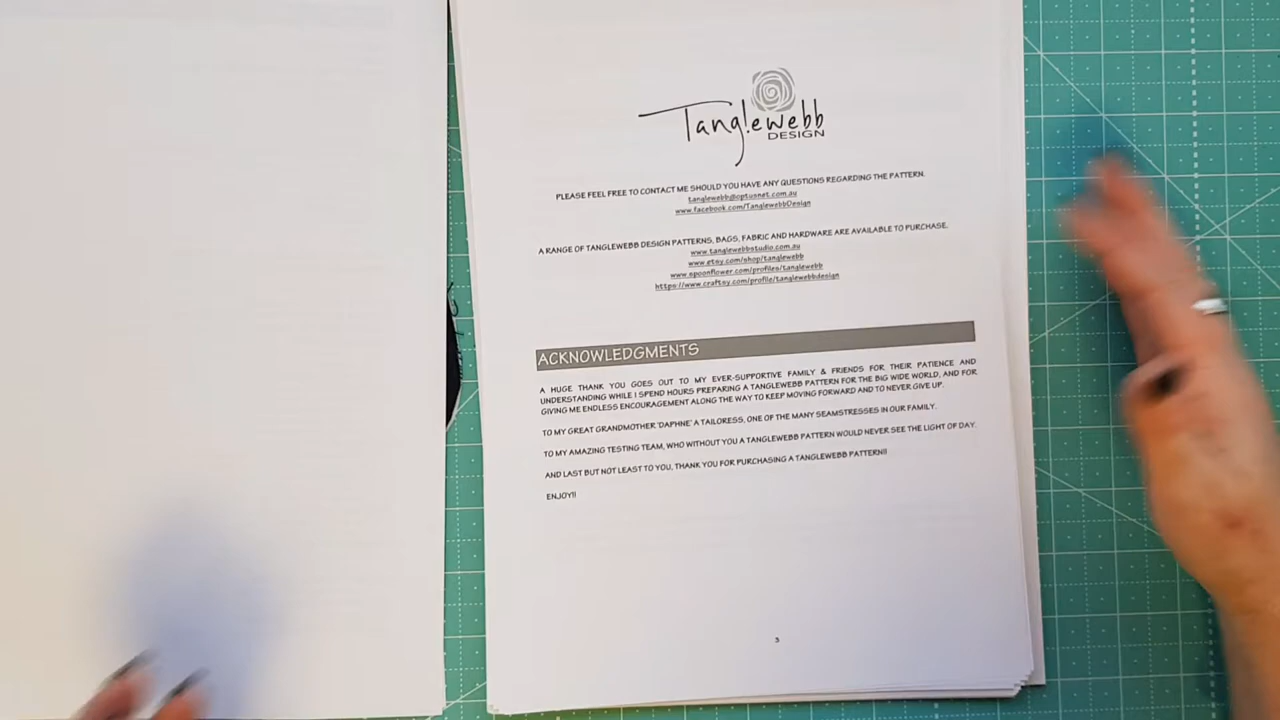 Tanglewebb
DESIGN
PLEASE FEEL FREE TO CONTACT ME SHOULD YOU HAVE ANY QUESTIONS REGARDING THE PATTERN.
tanglewebb@optusnet.com.au
www.facebook.com/TanglewebbDesign
A RANGE OF TANGLEWEBB DESIGN PATTERNS, BAGS, FABRIC AND HARDWARE ARE AVAILABLE TO PURCHASE.
www.tanglewebbstudio.com.au
www.etsy.com/shop/tanglewebb
www.spoonflower.com/profiles/tanglewebb
https://www.craftsy.com/profile/tanglewebbdesign
ACKNOWLEDGMENTS
A HUGE THANK YOU GOES OUT TO MY EVER-SUPPORTIVE FAMILY & FRIENDS FOR THEIR PATIENCE AND
UNDERSTANDING WHILE I SPEND HOURS PREPARING A TANGLEWEBB PATTERN FOR THE BIG WIDE WORLD, AND FOR
GIVING ME ENDLESS ENCOURAGEMENT ALONG THE WAY TO KEEP MOVING FORWARD AND TO NEVER GIVE UP.
TO MY GREAT GRANDMOTHER 'DAPHNE' A TAILORESS, ONE OF THE MANY SEAMSTRESSES IN OUR FAMILY.
TO MY AMAZING TESTING TEAM, WHO WITHOUT YOU A TANGLEWEBB PATTERN WOULD NEVER SEE THE LIGHT OF DAY.
AND LAST BUT NOT LEAST TO YOU, THANK YOU FOR PURCHASING A TANGLEWEBB PATTERN!!
ENJOY!!
3